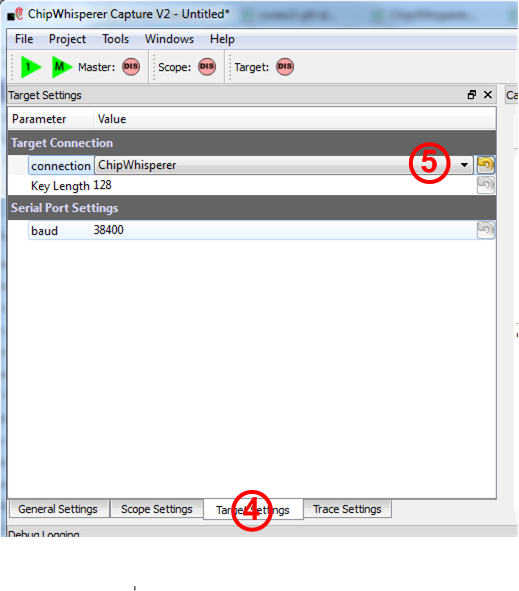 ChipWhisperer Capture V2 - Untitled*
File Project Tools Windows Help
1 M Master: DIS Scope: DIS Target: DIS
Target Settings Ca
Parameter Value
Target Connection
connection ChipWhisperer 5
Key Length 128
Serial Port Settings
baud 38400
General Settings Scope Settings Target Settings 4 Trace Settings
Debug Logging